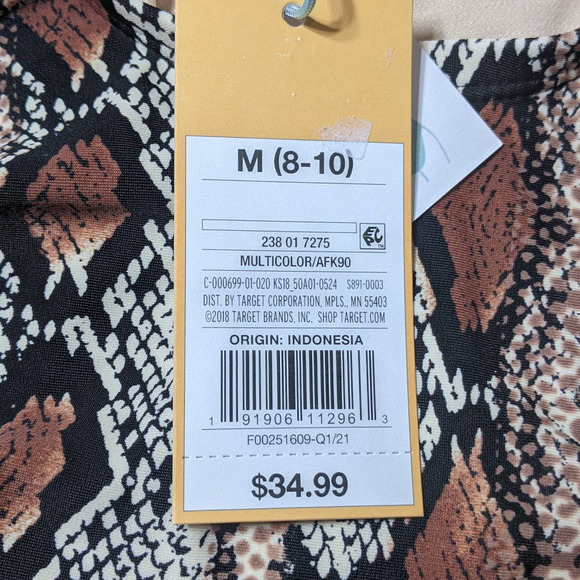 M (8-10)
238 01 7275
MULTICOLOR/AFK90
C-000699-01-020 KS18_50A01-0524 S891-0003
DIST. BY TARGET CORPORATION, MPLS., MN 55403
©2018 TARGET BRANDS, INC. SHOP TARGET.COM
ORIGIN: INDONESIA
1 91906 11296 3
F00251609-Q1/21
$34.99